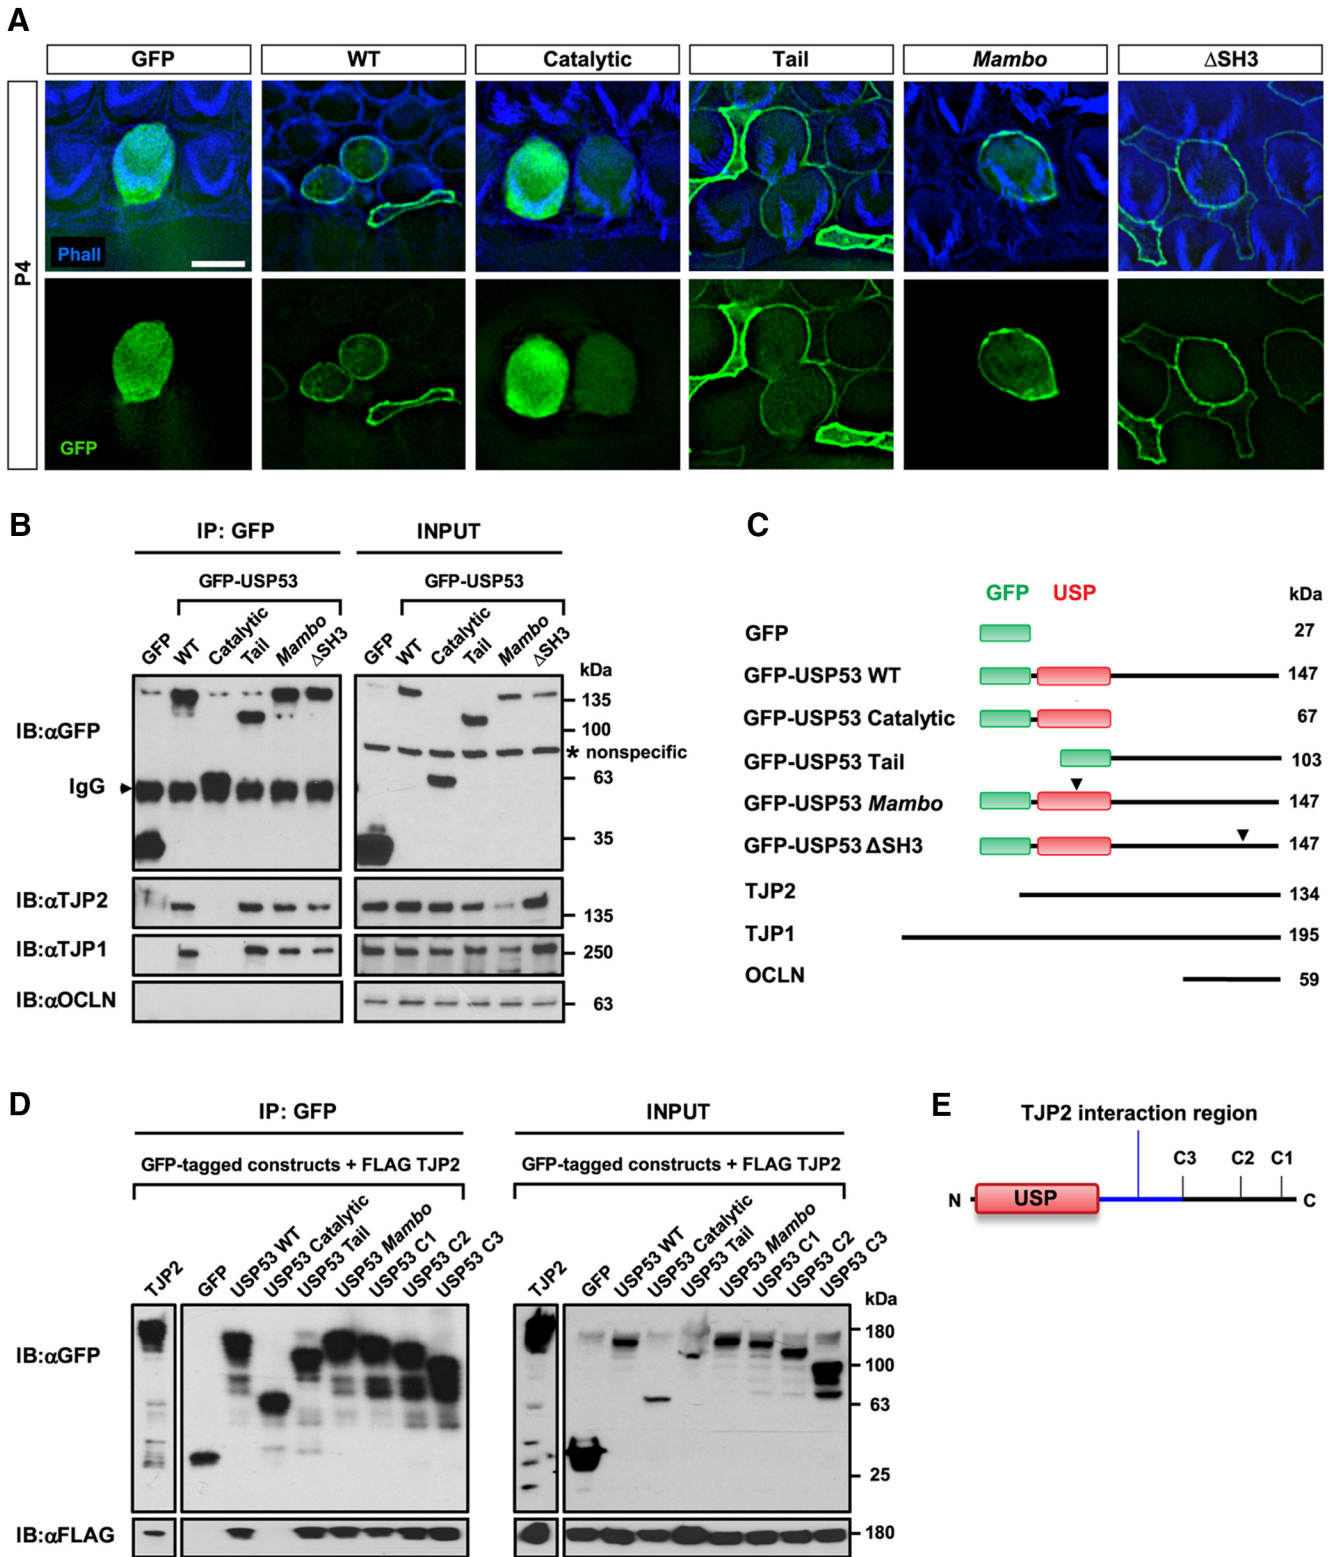 A
GFP WT Catalytic Tail Mambo ΔSH3
P4
Phall
GFP
B
IP: GFP INPUT
GFP-USP53 GFP-USP53
GFP WT Catalytic Tail Mambo ΔSH3 GFP WT Catalytic Tail Mambo ΔSH3
kDa
IB:αGFP
135
100
* nonspecific
IgG
63
35
IB:αTJP2
135
IB:αTJP1
250
IB:αOCLN
63
C
GFP USP kDa
GFP 27
GFP-USP53 WT 147
GFP-USP53 Catalytic 67
GFP-USP53 Tail 103
GFP-USP53 Mambo 147
GFP-USP53 ΔSH3 147
TJP2 134
TJP1 195
OCLN 59
D
IP: GFP INPUT
GFP-tagged constructs + FLAG TJP2 GFP-tagged constructs + FLAG TJP2
TJP2 GFP USP53 WT USP53 Catalytic USP53 Tail USP53 Mambo USP53 C1 USP53 C2 USP53 C3
TJP2 GFP USP53 WT USP53 Catalytic USP53 Tail USP53 Mambo USP53 C1 USP53 C2 USP53 C3
kDa
IB:αGFP
180
100
63
25
IB:αFLAG
180
E
TJP2 interaction region
C3 C2 C1
N USP C